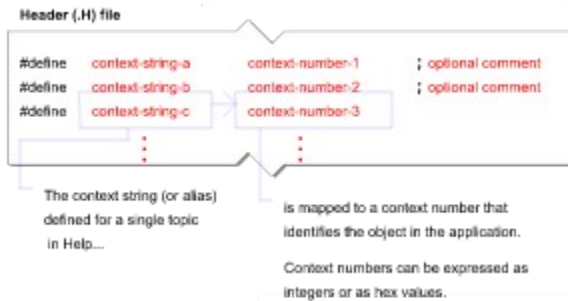 Header (.H) file
#define context-string-a context-number-1 ; optional comment
#define context-string-b context-number-2 ; optional comment
#define context-string-c context-number-3
The context string (or alias)
defined for a single topic
in Help...
is mapped to a context number that
identifies the object in the application.
Context numbers can be expressed as
integers or as hex values.